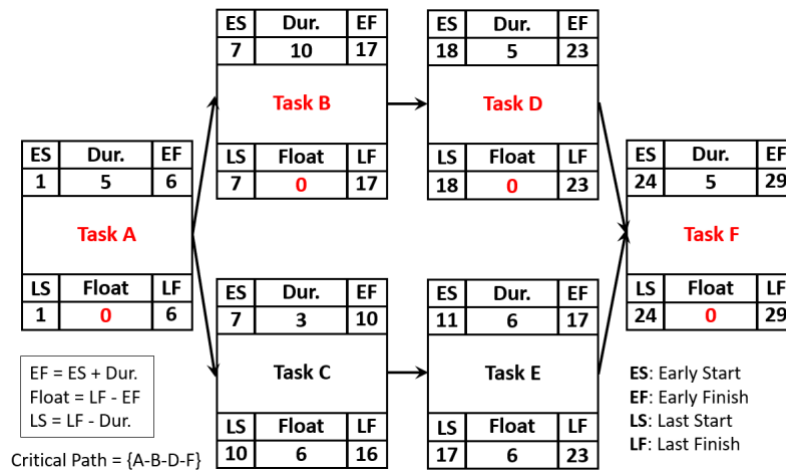 ES Dur. EF
7 10 17
Task B
LS Float LF
7 0 17
ES Dur. EF
18 5 23
Task D
LS Float LF
18 0 23
ES Dur. EF
1 5 6
Task A
LS Float LF
1 0 6
ES Dur. EF
24 5 29
Task F
LS Float LF
24 0 29
ES Dur. EF
7 3 10
Task C
LS Float LF
10 6 16
ES Dur. EF
11 6 17
Task E
LS Float LF
17 6 23
EF = ES + Dur.
Float = LF - EF
LS = LF - Dur.
Critical Path = {A-B-D-F}
ES: Early Start
EF: Early Finish
LS: Last Start
LF: Last Finish